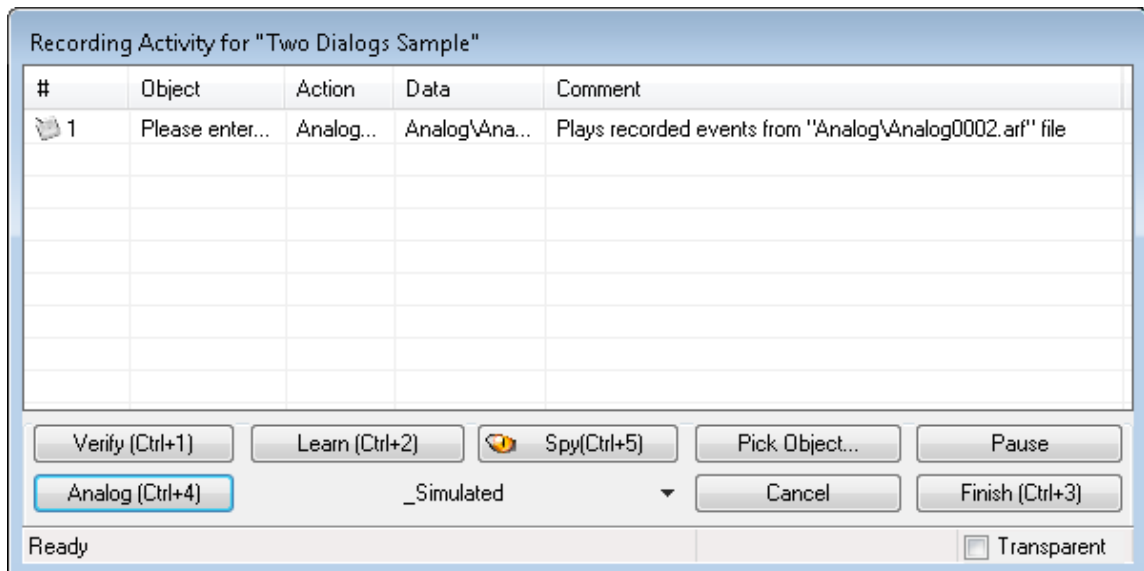 Recording Activity for "Two Dialogs Sample"
# Object Action Data Comment
1 Please enter... Analog... Analog\Ana... Plays recorded events from "Analog\Analog0002.arf" file
Verify (Ctrl+1) Learn (Ctrl+2) Spy(Ctrl+5) Pick Object... Pause
Analog (Ctrl+4) _Simulated Cancel Finish (Ctrl+3)
Ready Transparent